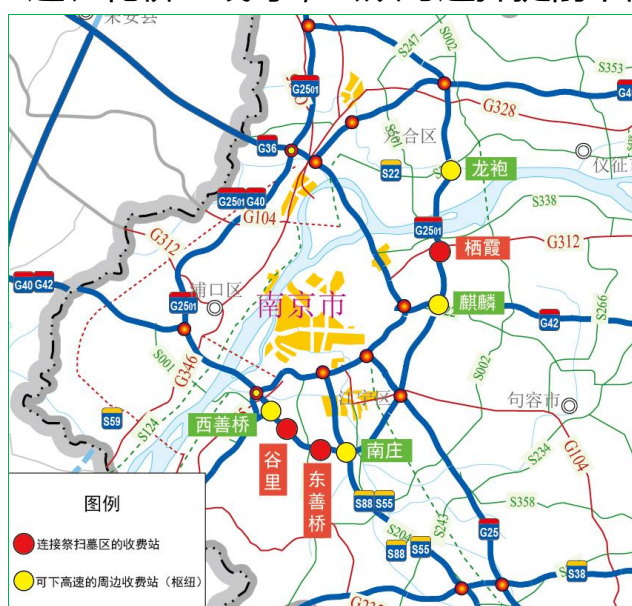 来安县
S247
S002
S353
G2501
G328
六合区
G36
S22
龙袍
仪征市
G2501 G40
G104
G2501
S338
G312
栖霞
G312
G40 G42
G2501
浦口区
南京市
麒麟
G42
S266
S001
G346
S002
江宁区
句容市
S59
S124
西善桥
谷里
东善桥
南庄
G104
S234
S88 S55
S358
S243
G25
S204
S88
S55
S38
图例
连接祭扫墓区的收费站
可下高速的周边收费站（枢纽）